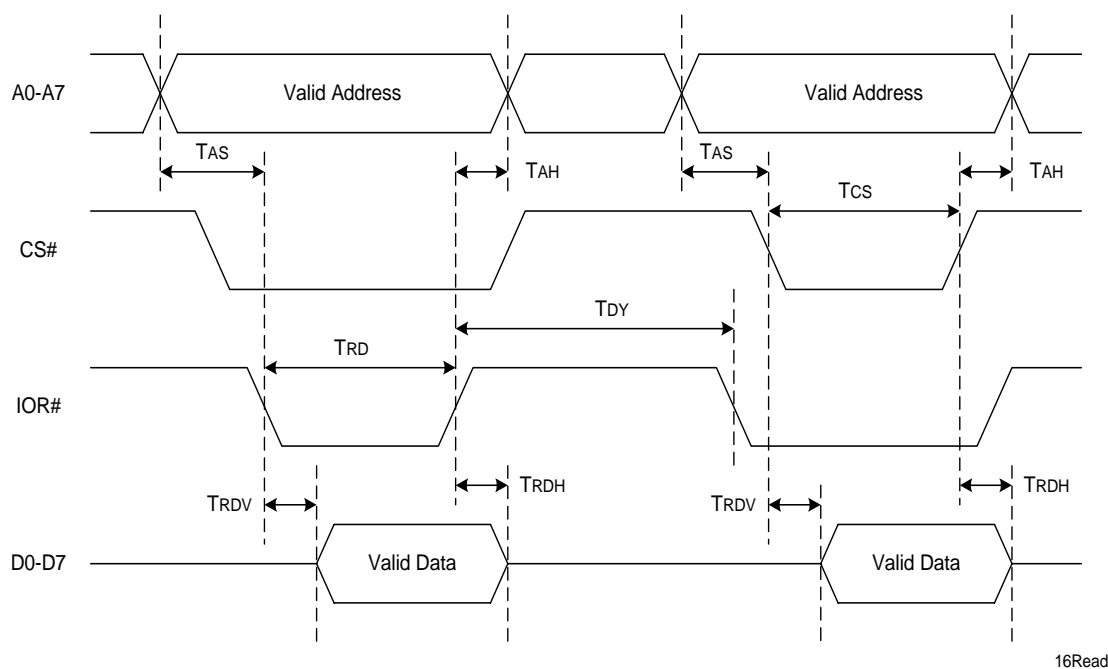 A0-A7
Valid Address
Valid Address
TAS
TAH
TAS
TAH
TCS
CS#
TDY
TRD
IOR#
TRDV
TRDH
TRDV
TRDH
D0-D7
Valid Data
Valid Data
16Read